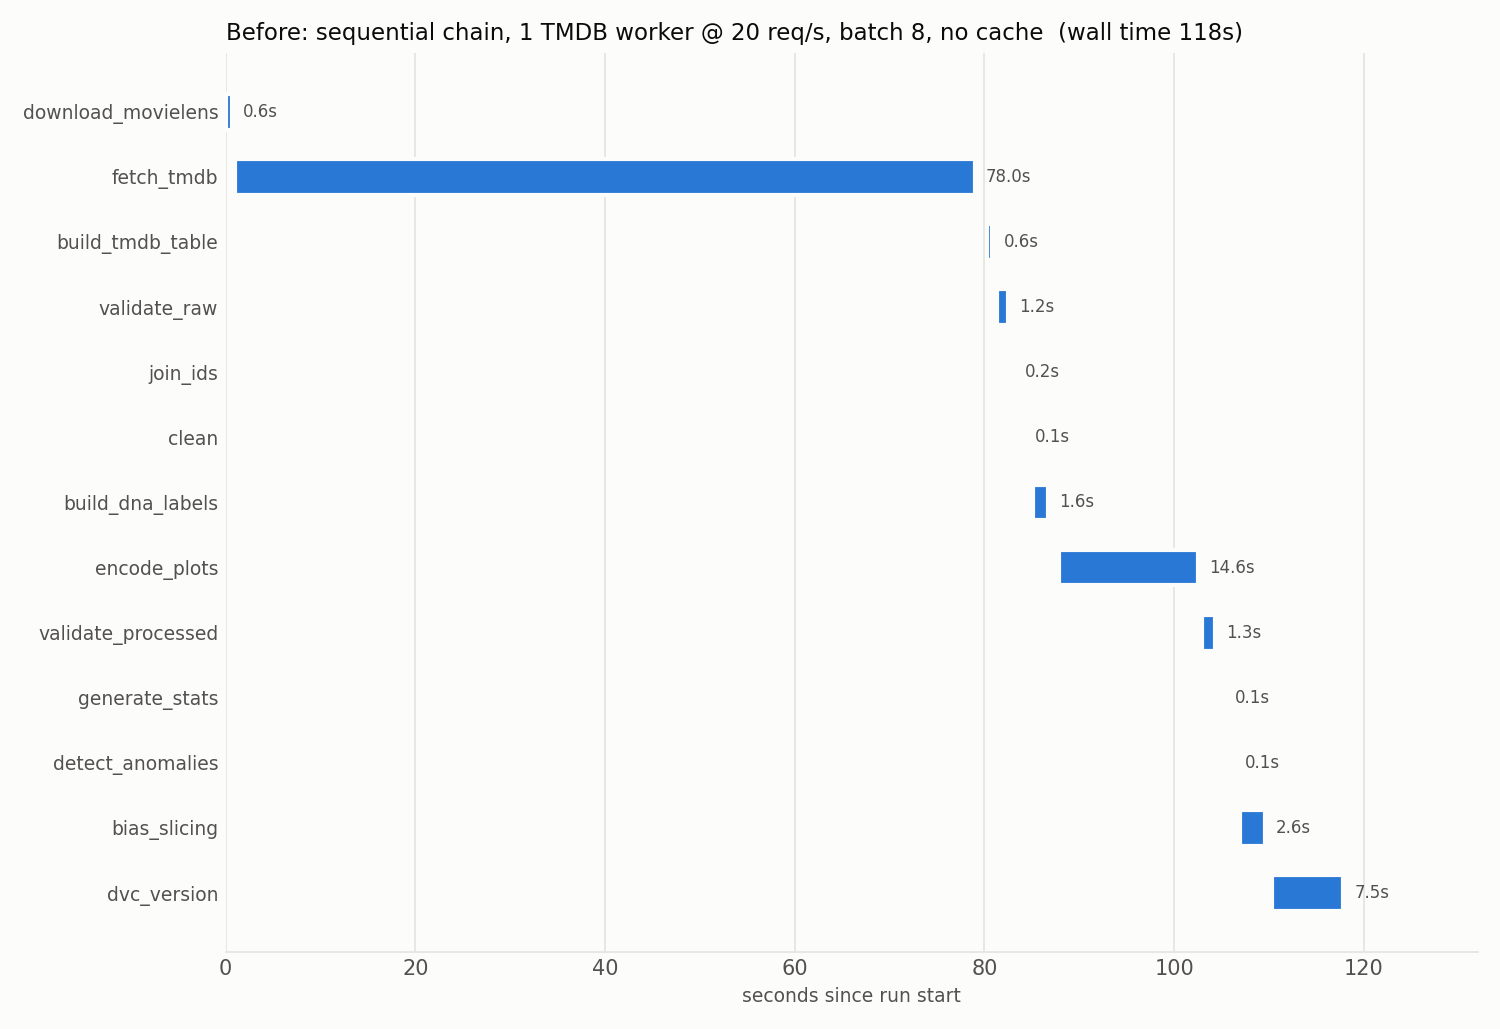 Before: sequential chain, 1 TMDB worker @ 20 req/s, batch 8, no cache  (wall time 118s)
download_movielens 0.6s
fetch_tmdb 78.0s
build_tmdb_table 0.6s
validate_raw 1.2s
join_ids 0.2s
clean 0.1s
build_dna_labels 1.6s
encode_plots 14.6s
validate_processed 1.3s
generate_stats 0.1s
detect_anomalies 0.1s
bias_slicing 2.6s
dvc_version 7.5s
0 20 40 60 80 100 120
seconds since run start